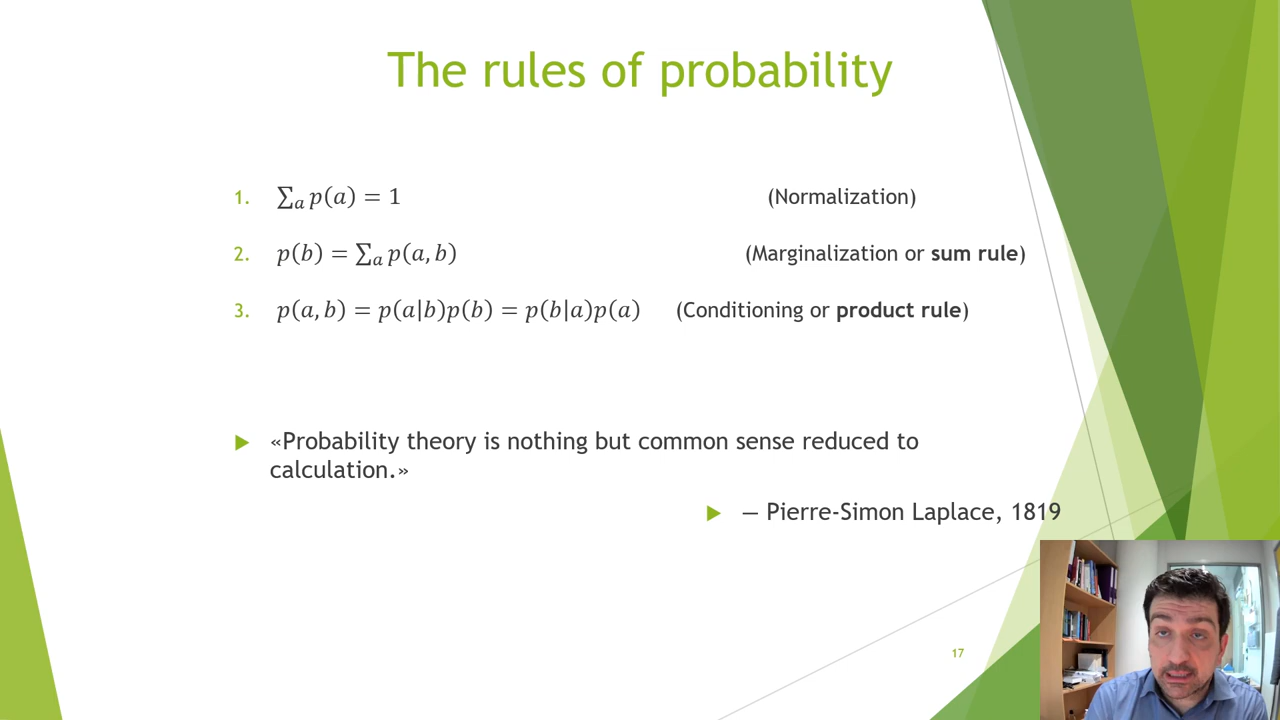 The rules of probability
1. ∑ₐ 𝑝(𝑎) = 1 (Normalization)
2. 𝑝(𝑏) = ∑ₐ 𝑝(𝑎, 𝑏) (Marginalization or sum rule)
3. 𝑝(𝑎, 𝑏) = 𝑝(𝑎|𝑏)𝑝(𝑏) = 𝑝(𝑏|𝑎)𝑝(𝑎) (Conditioning or product rule)
«Probability theory is nothing but common sense reduced to
calculation.»
— Pierre-Simon Laplace, 1819
17